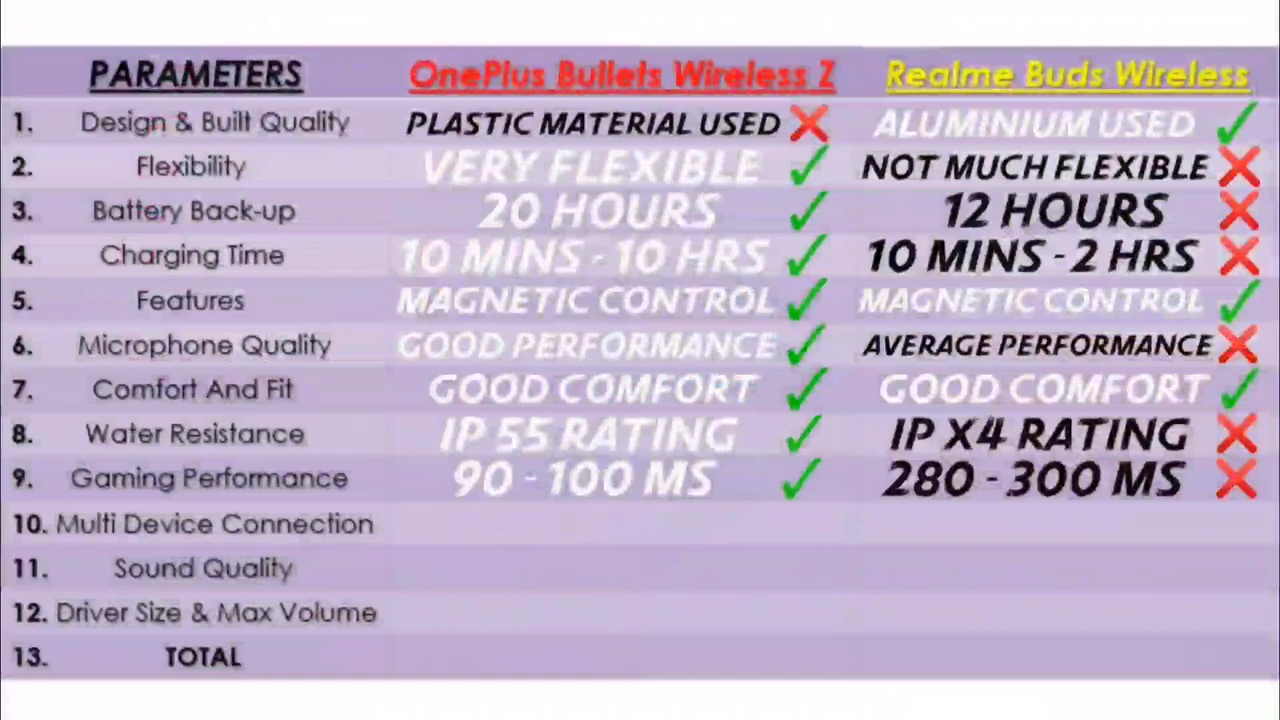 PARAMETERS OnePlus Bullets Wireless Z Realme Buds Wireless
1. Design & Built Quality PLASTIC MATERIAL USED ❌ ALUMINIUM USED ✓
2. Flexibility VERY FLEXIBLE ✓ NOT MUCH FLEXIBLE ❌
3. Battery Back-up 20 HOURS ✓ 12 HOURS ❌
4. Charging Time 10 MINS - 10 HRS ✓ 10 MINS - 2 HRS ❌
5. Features MAGNETIC CONTROL ✓ MAGNETIC CONTROL ✓
6. Microphone Quality GOOD PERFORMANCE ✓ AVERAGE PERFORMANCE ❌
7. Comfort And Fit GOOD COMFORT ✓ GOOD COMFORT ✓
8. Water Resistance IP 55 RATING ✓ IP X4 RATING ❌
9. Gaming Performance 90 - 100 MS ✓ 280 - 300 MS ❌
10. Multi Device Connection
11. Sound Quality
12. Driver Size & Max Volume
13. TOTAL